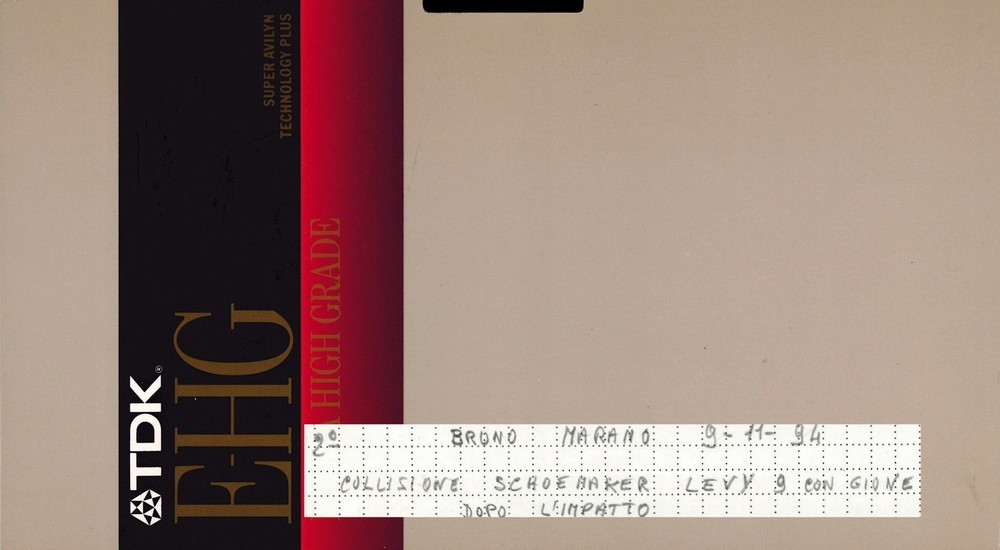 SUPER AVILYN
TECHNOLOGY PLUS
TDK®
EHG
A HIGH GRADE
2º BRUNO MARANO 9-11-94
COLLISIONE SCHOEMAKER LEVY 9 CON GIOVE
DOPO L'IMPATTO